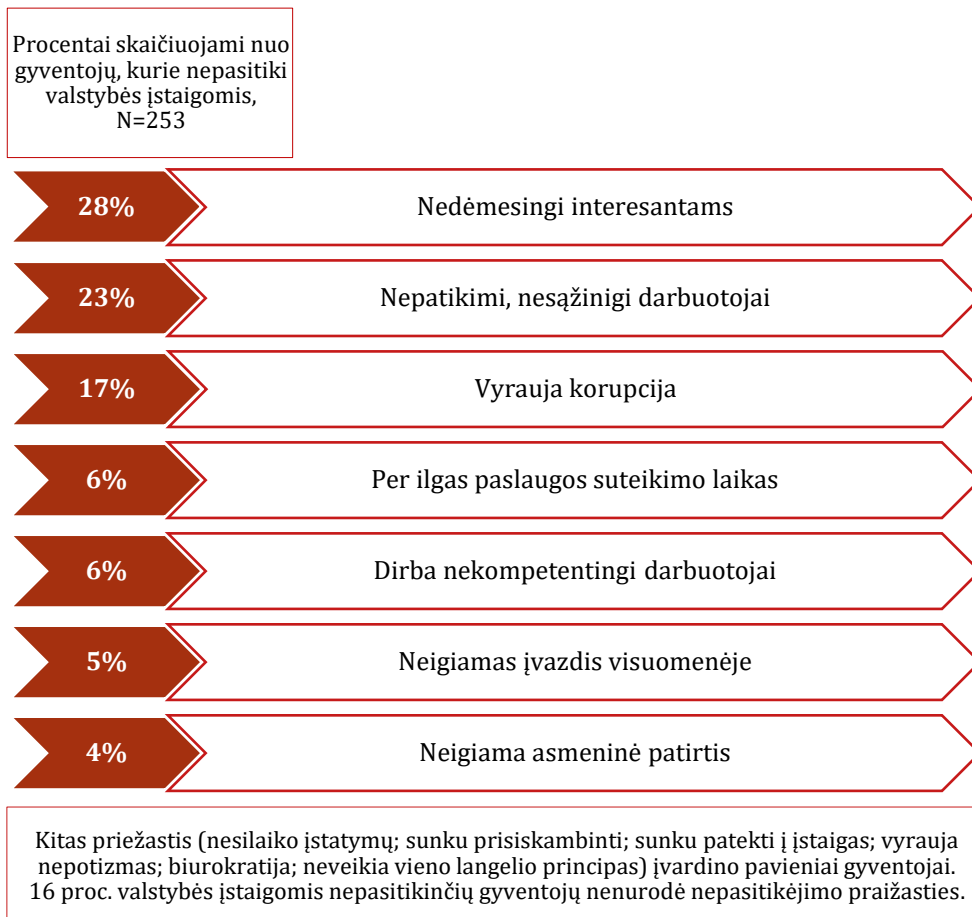 Procentai skaičiuojami nuo
gyventojų, kurie nepasitiki
valstybės įstaigomis,
N=253
28% Nedėmesingi interesantams
23% Nepatikimi, nesąžinigi darbuotojai
17% Vyrauja korupcija
6% Per ilgas paslaugos suteikimo laikas
6% Dirba nekompetentingi darbuotojai
5% Neigiamas įvazdis visuomenėje
4% Neigiama asmeninė patirtis
Kitas priežastis (nesilaiko įstatymų; sunku prisiskambinti; sunku patekti į įstaigas; vyrauja
nepotizmas; biurokratija; neveikia vieno langelio principas) įvardino pavieniai gyventojai.
16 proc. valstybės įstaigomis nepasitikinčių gyventojų nenurodė nepasitikėjimo praižasties.